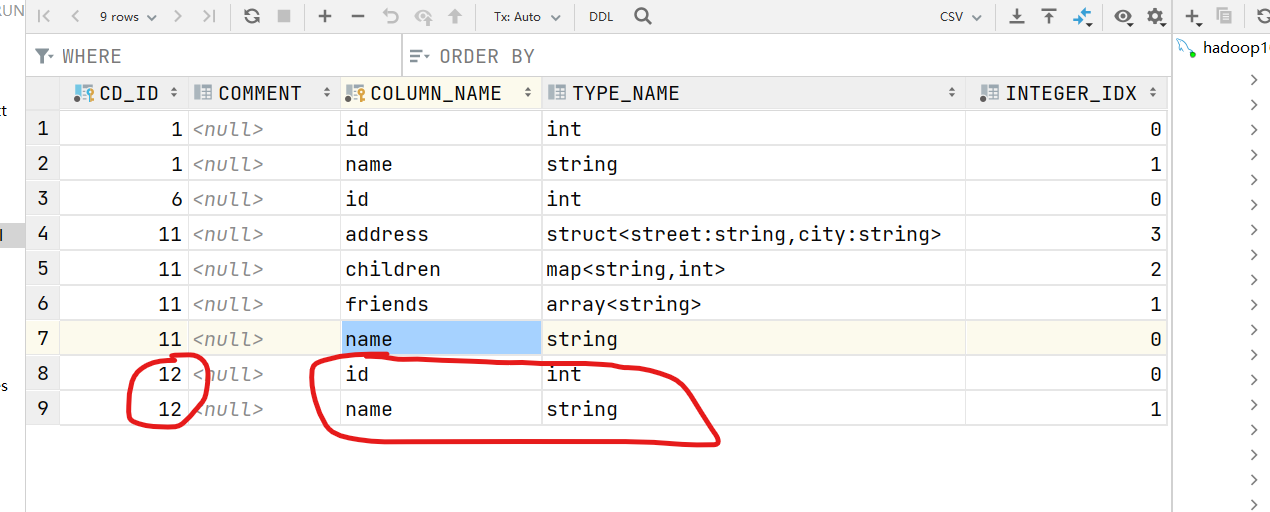 RUN
9 rows Tx: Auto DDL CSV
WHERE ORDER BY hadoop10
CD_ID COMMENT COLUMN_NAME TYPE_NAME INTEGER_IDX
1 1 <null> id int 0
2 1 <null> name string 1
3 6 <null> id int 0
4 11 <null> address struct<street:string,city:string> 3
5 11 <null> children map<string,int> 2
6 11 <null> friends array<string> 1
7 11 <null> name string 0
8 12 <null> id int 0
9 12 <null> name string 1